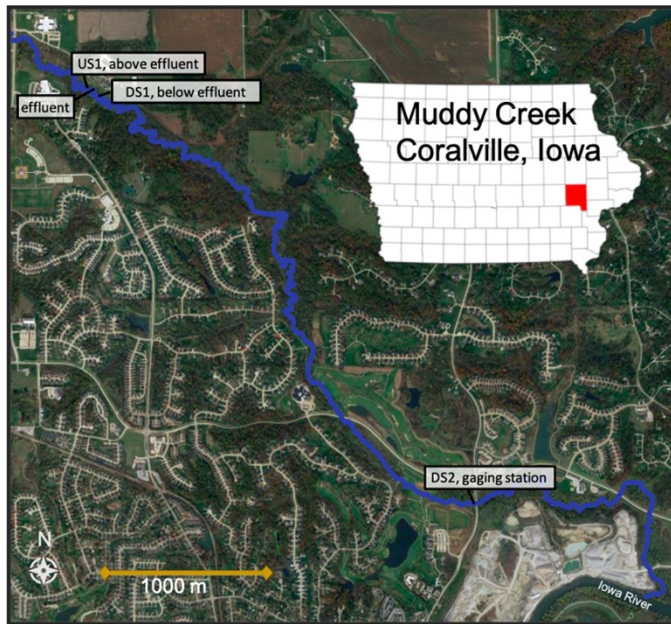 US1, above effluent
DS1, below effluent
effluent
Muddy Creek
Coralville, Iowa
DS2, gaging station
N
1000 m
Iowa River